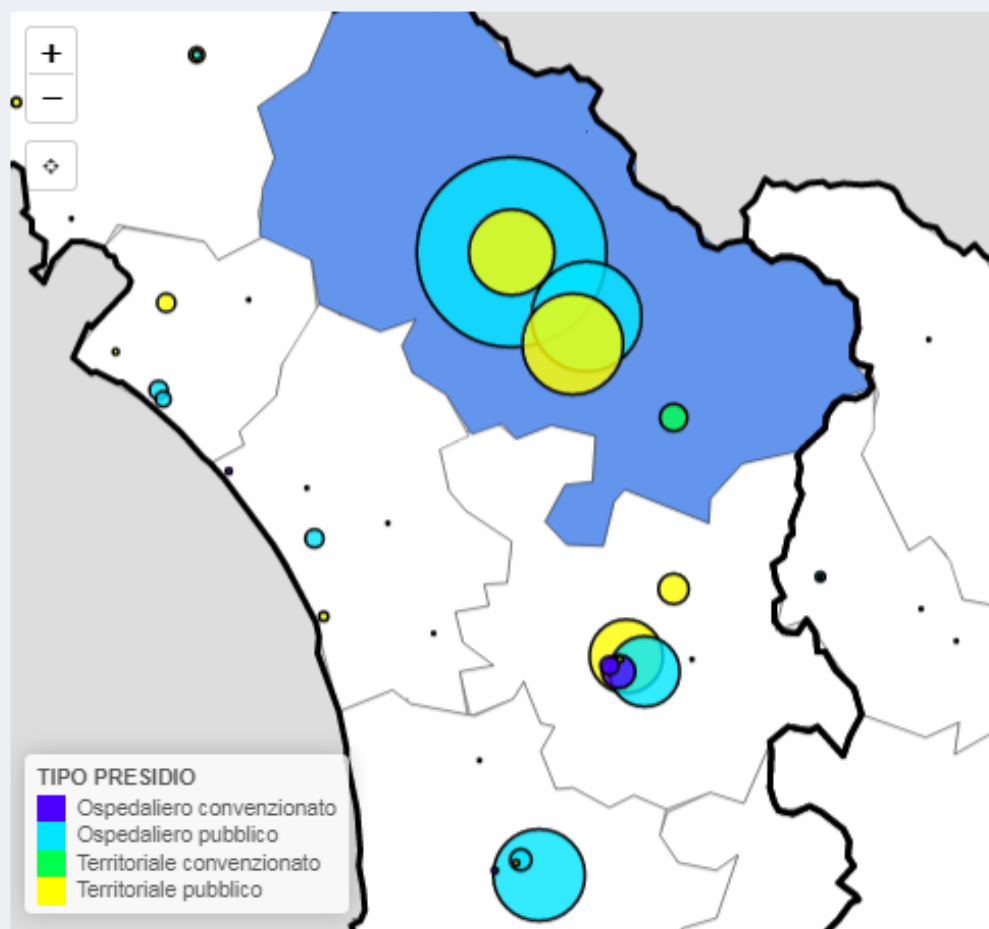 +
−
TIPO PRESIDIO
Ospedaliero convenzionato
Ospedaliero pubblico
Territoriale convenzionato
Territoriale pubblico